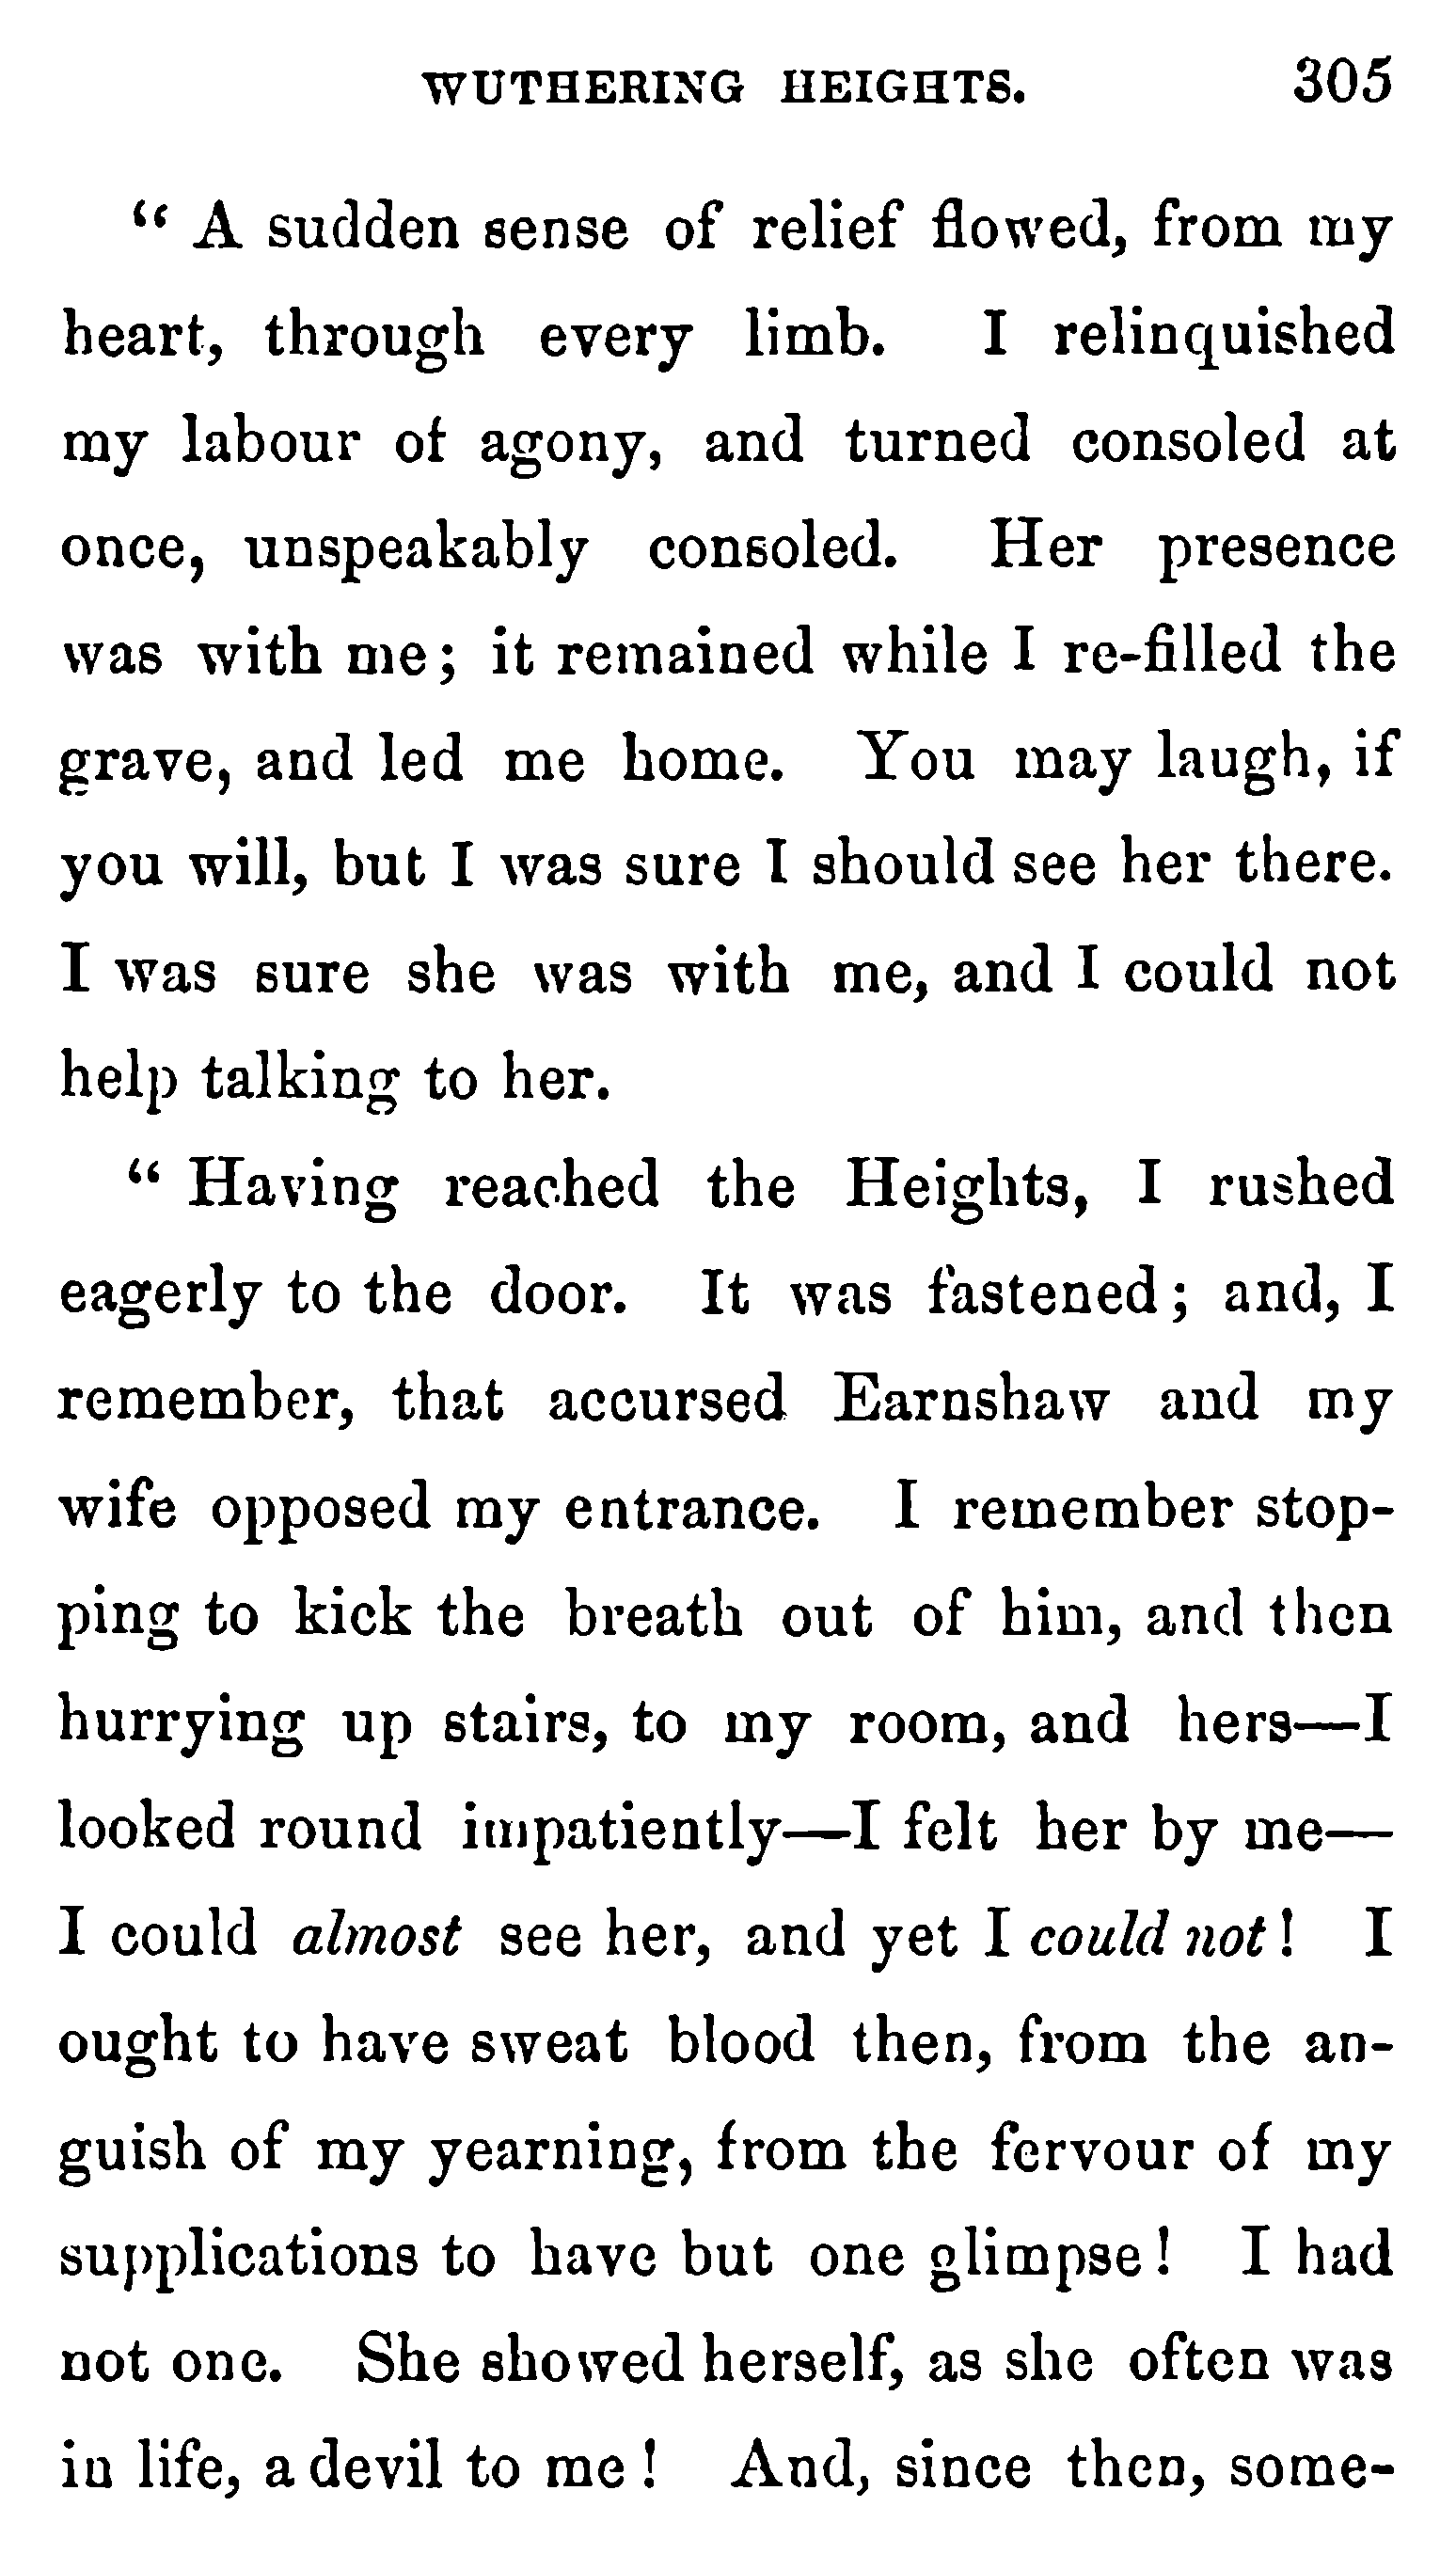 WUTHERING HEIGHTS. 305
“ A sudden sense of relief flowed, from my
heart, through every limb. I relinquished
my labour of agony, and turned consoled at
once, unspeakably consoled. Her presence
was with me; it remained while I re-filled the
grave, and led me home. You may laugh, if
you will, but I was sure I should see her there.
I was sure she was with me, and I could not
help talking to her.
“ Having reached the Heights, I rushed
eagerly to the door. It was fastened; and, I
remember, that accursed Earnshaw and my
wife opposed my entrance. I remember stop-
ping to kick the breath out of him, and then
hurrying up stairs, to my room, and hers—I
looked round impatiently—I felt her by me—
I could almost see her, and yet I could not! I
ought to have sweat blood then, from the an-
guish of my yearning, from the fervour of my
supplications to have but one glimpse! I had
not one. She showed herself, as she often was
in life, a devil to me! And, since then, some-